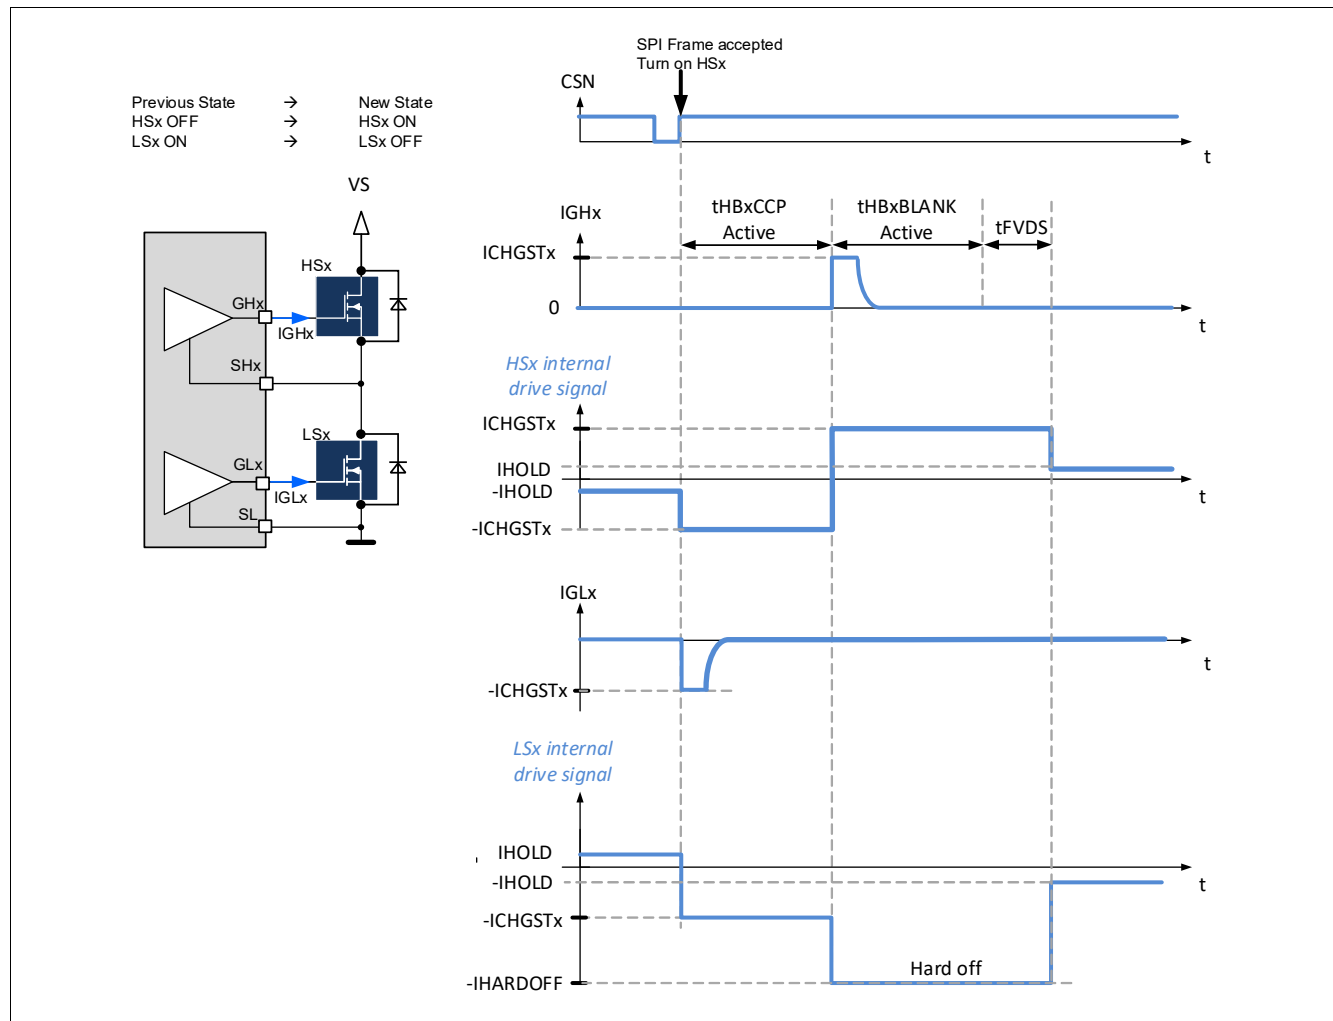 SPI Frame accepted
Turn on HSx
CSN
t
Previous State → New State
HSx OFF → HSx ON
LSx ON → LSx OFF
VS
HSx
GHx
IGHx
SHx
LSx
GLx
IGLx
SL
IGHx
tHBxCCP
Active
tHBxBLANK
Active
tFVDS
ICHGSTx
0
t
HSx internal
drive signal
ICHGSTx
IHOLD
-IHOLD
-ICHGSTx
t
IGLx
-ICHGSTx
t
LSx internal
drive signal
IHOLD
-IHOLD
-ICHGSTx
-IHARDOFF
Hard off
t